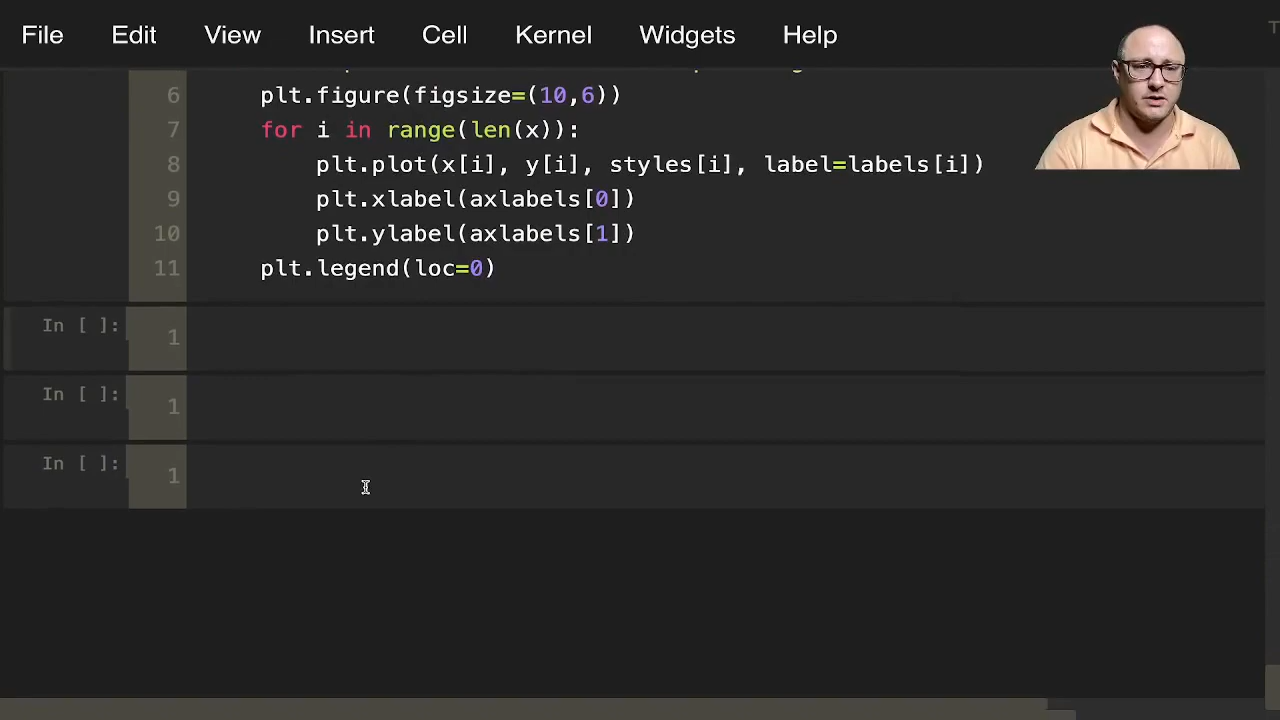 File Edit View Insert Cell Kernel Widgets Help
6 plt.figure(figsize=(10,6))
7 for i in range(len(x)):
8 plt.plot(x[i], y[i], styles[i], label=labels[i])
9 plt.xlabel(axlabels[0])
10 plt.ylabel(axlabels[1])
11 plt.legend(loc=0)
In [ ]: 1
In [ ]: 1
In [ ]: 1